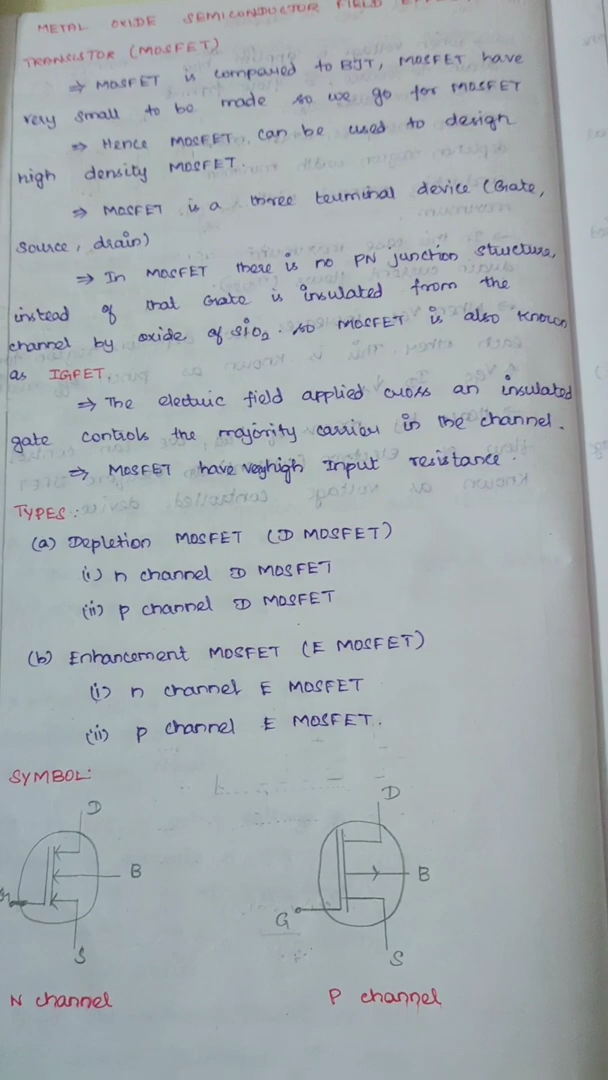 METAL OXIDE SEMICONDUCTOR FIELD
TRANSISTOR (MOSFET)
⇒ MOSFET is compared to BJT, MOSFET have
very small to be made so we go for MOSFET
⇒ Hence MOSFET can be used to design
high density MOSFET.
⇒ MOSFET is a three terminal device (Gate,
Source, drain)
⇒ In MOSFET there is no PN junction structure,
instead of that Gate is insulated from the
channel by oxide of SiO₂. so MOSFET is also known
as IGFET.
⇒ The electric field applied cross an insulated
gate controls the majority carrier in the channel.
⇒ MOSFET have very high Input resistance.
TYPES:
(a) Depletion MOSFET (D MOSFET)
(i) n channel D MOSFET
(ii) p channel D MOSFET
(b) Enhancement MOSFET (E MOSFET)
(i) n channel E MOSFET
(ii) p channel E MOSFET.
SYMBOL:
D
B
S
N channel
D
B
G
S
P channel